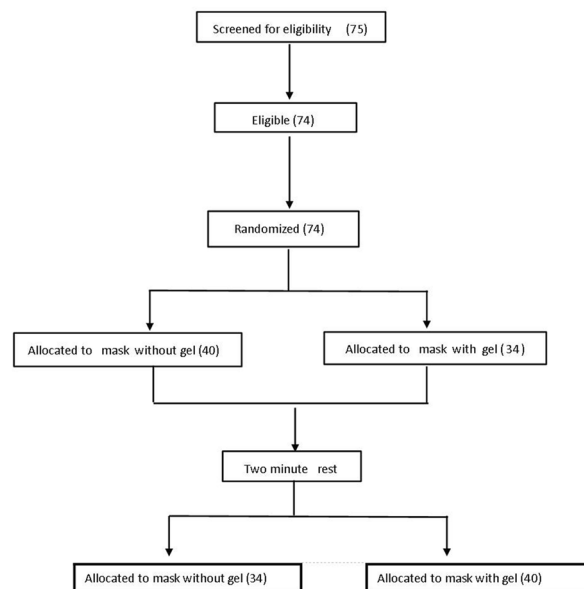 Screened for eligibility (75)
Eligible (74)
Randomized (74)
Allocated to mask without gel (40)
Allocated to mask with gel (34)
Two minute rest
Allocated to mask without gel (34)
Allocated to mask with gel (40)